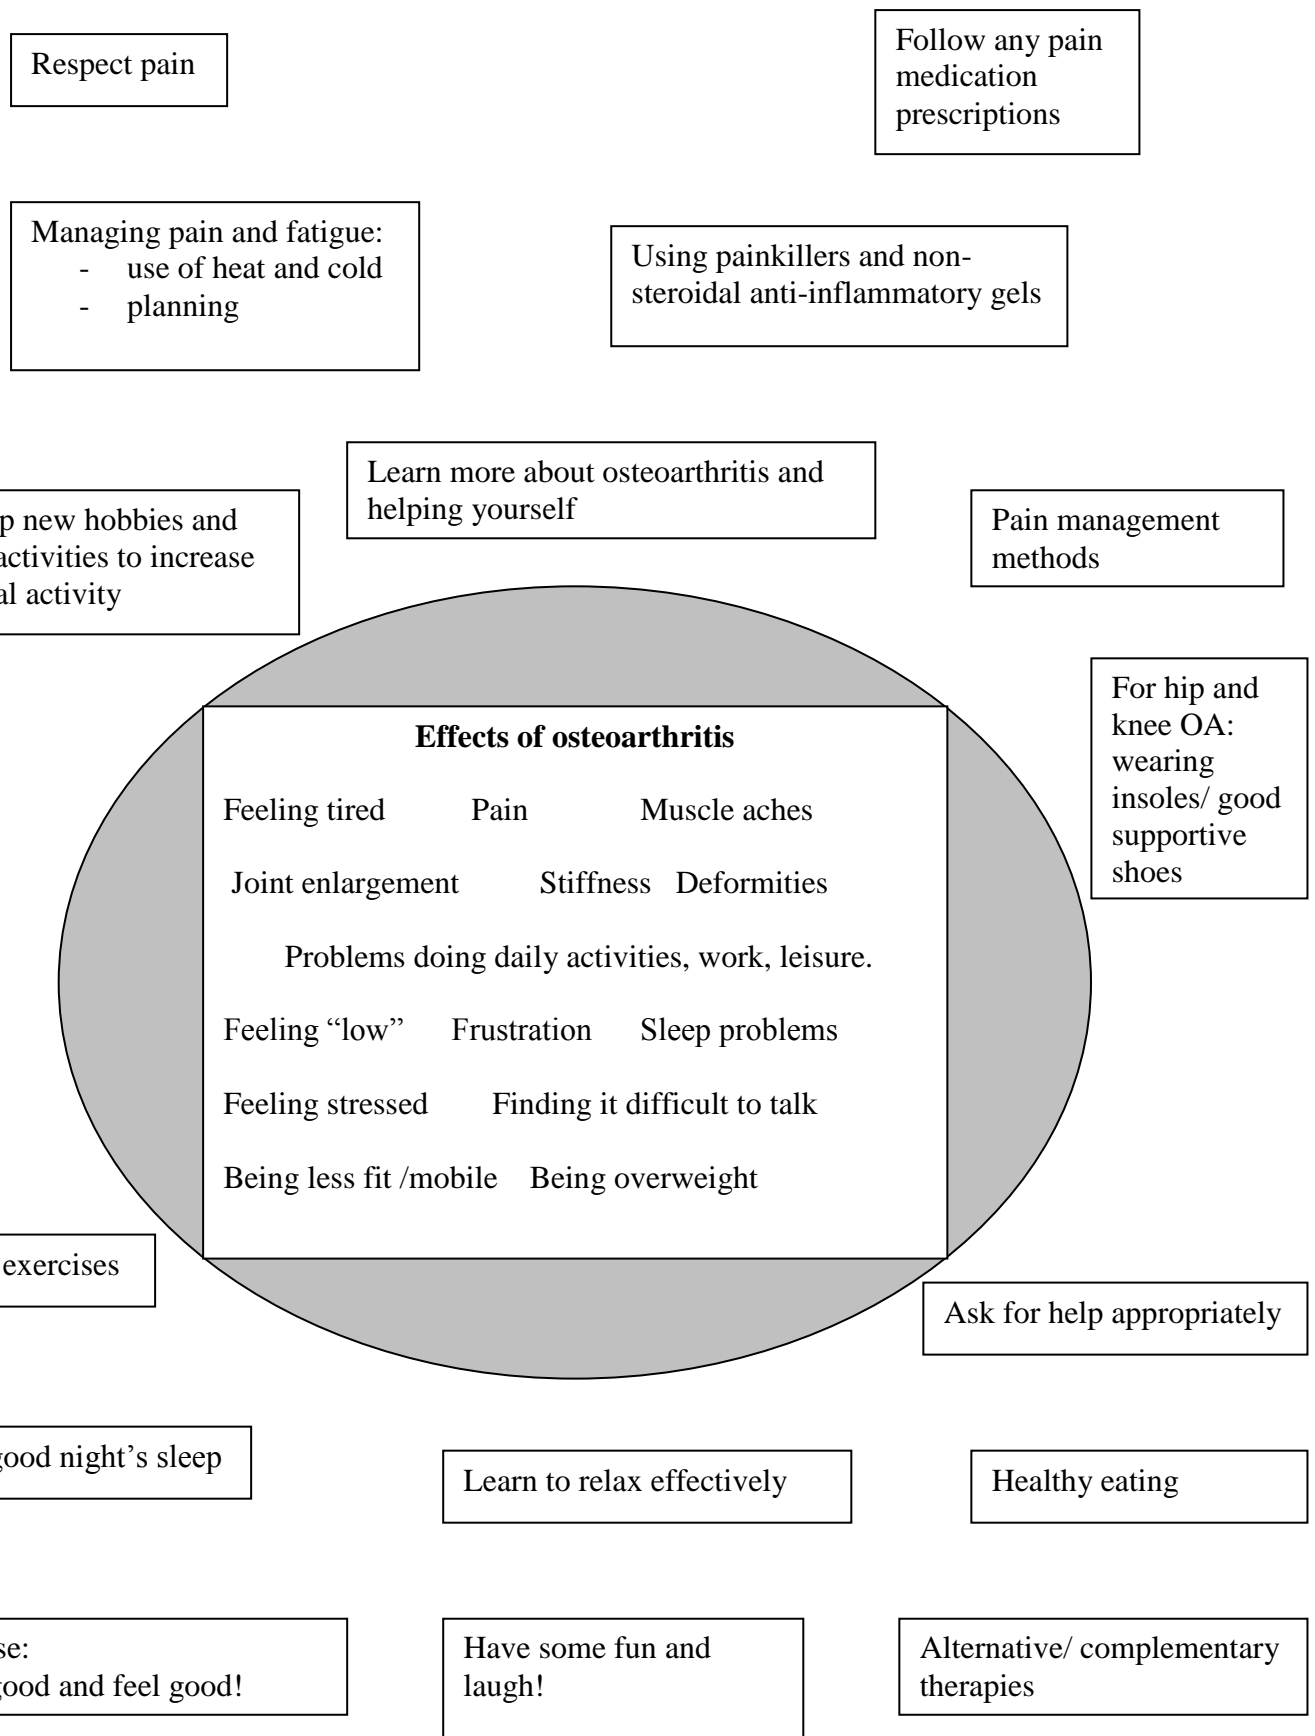 Respect pain
Follow any pain
medication
prescriptions
Managing pain and fatigue:
- use of heat and cold
- planning
Using painkillers and non-
steroidal anti-inflammatory gels
Learn more about osteoarthritis and
helping yourself
new hobbies and
activities to increase
activity
Pain management
methods
For hip and
knee OA:
wearing
insoles/ good
supportive
shoes
Effects of osteoarthritis
Feeling tired Pain Muscle aches
Joint enlargement Stiffness Deformities
Problems doing daily activities, work, leisure.
Feeling “low” Frustration Sleep problems
Feeling stressed Finding it difficult to talk
Being less fit /mobile Being overweight
exercises
Ask for help appropriately
good night’s sleep
Learn to relax effectively
Healthy eating
good and feel good!
Have some fun and
laugh!
Alternative/ complementary
therapies